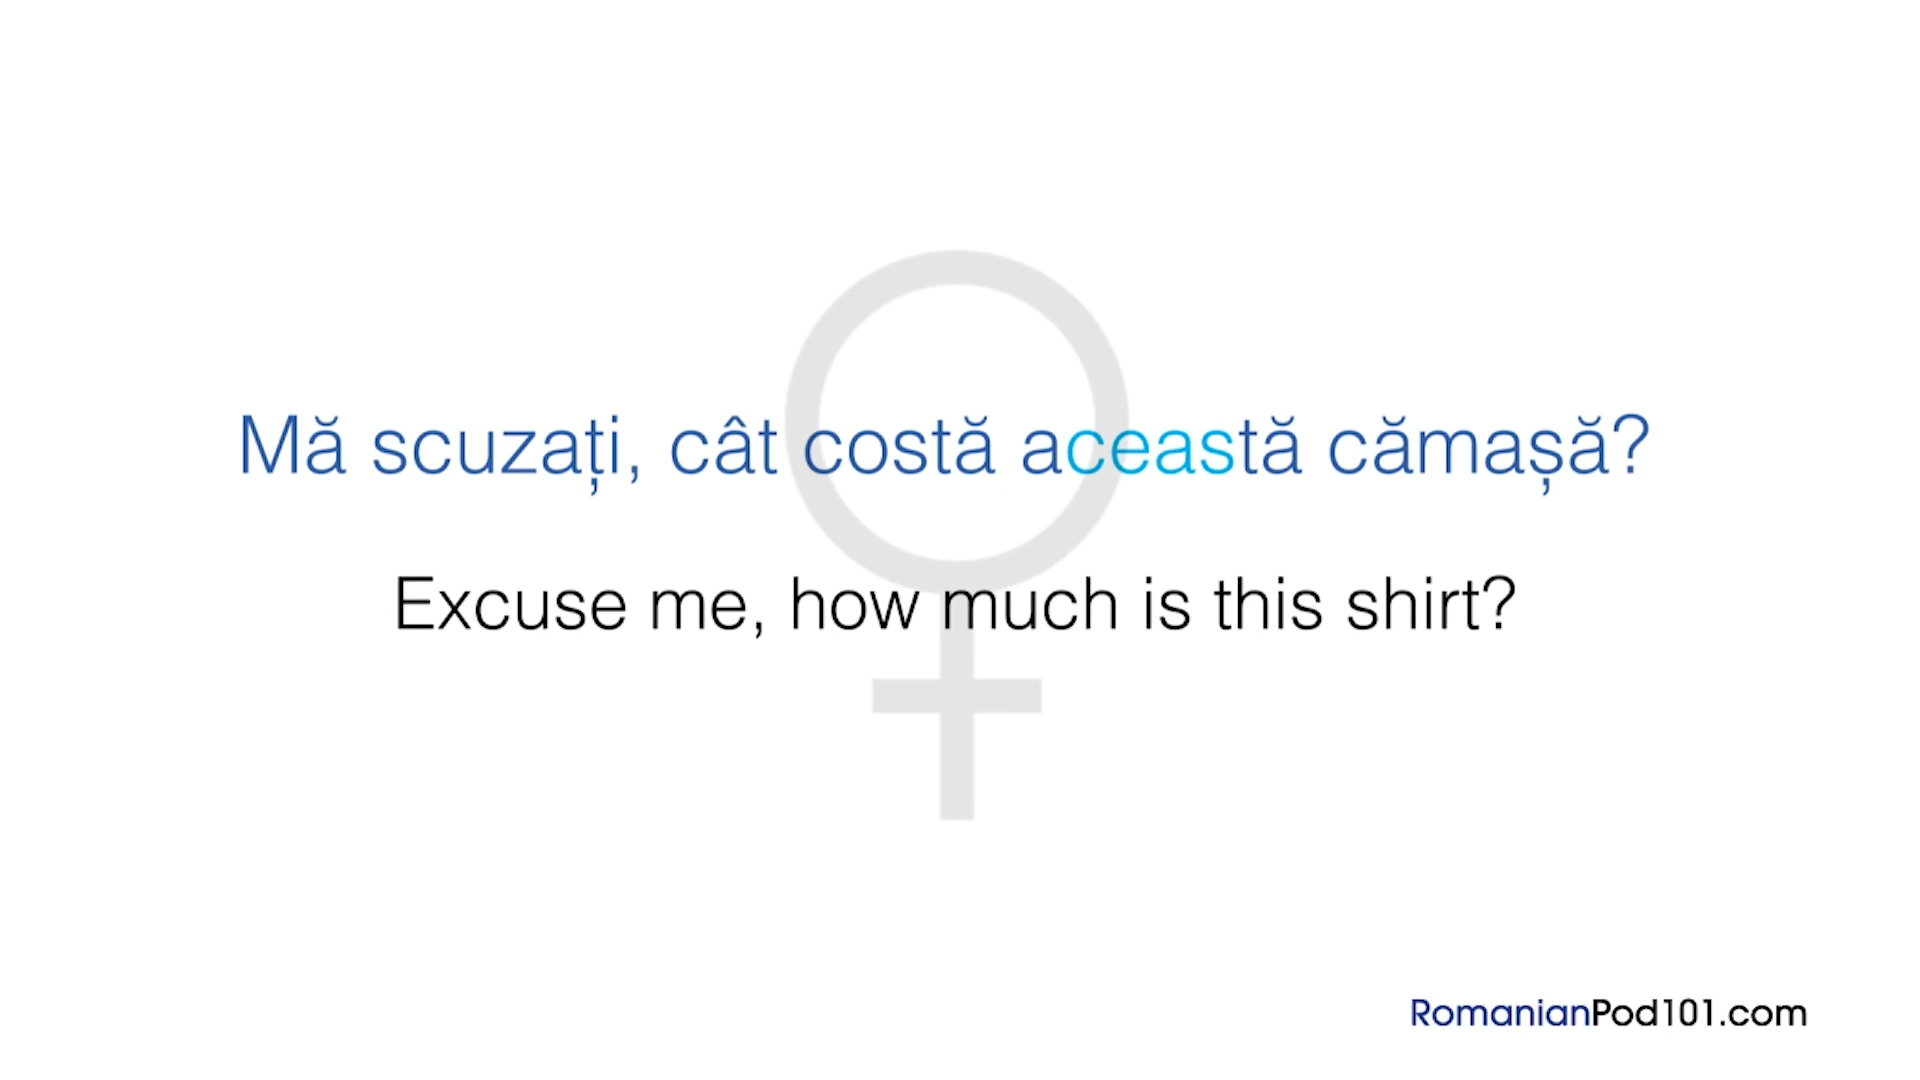 Mă scuzați, cât costă această cămașă?
Excuse me, how much is this shirt?
RomanianPod101.com